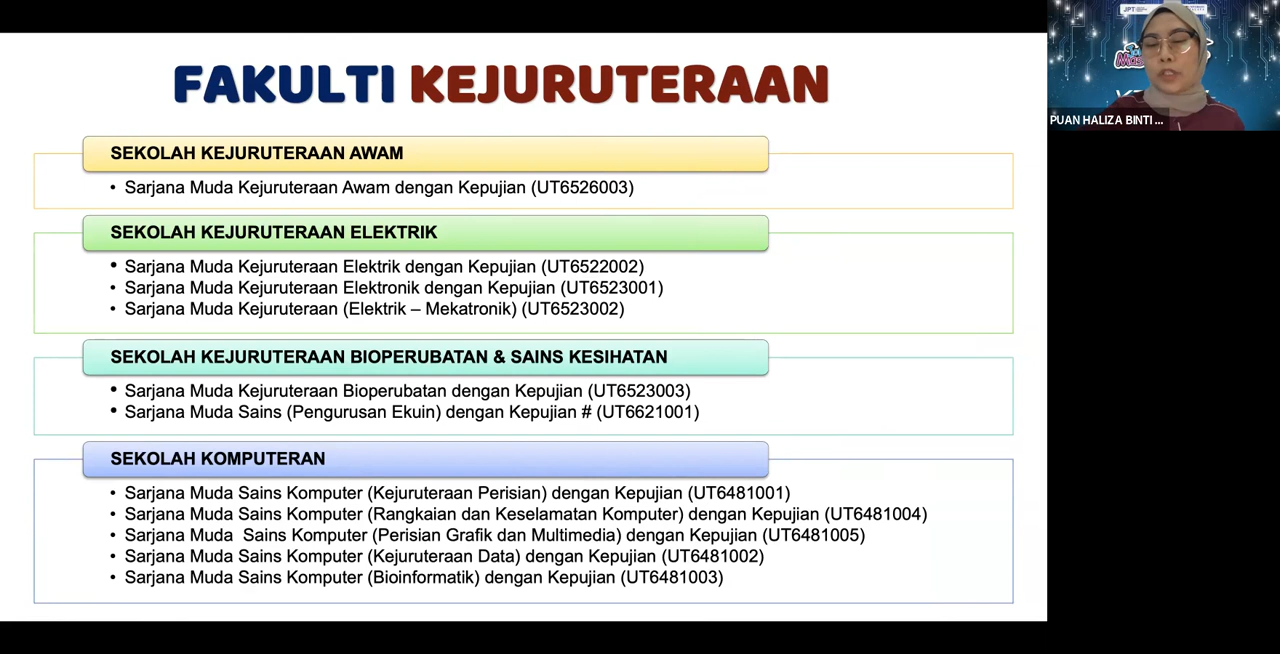 FAKULTI KEJURUTERAAN
SEKOLAH KEJURUTERAAN AWAM
• Sarjana Muda Kejuruteraan Awam dengan Kepujian (UT6526003)
SEKOLAH KEJURUTERAAN ELEKTRIK
• Sarjana Muda Kejuruteraan Elektrik dengan Kepujian (UT6522002)
• Sarjana Muda Kejuruteraan Elektronik dengan Kepujian (UT6523001)
• Sarjana Muda Kejuruteraan (Elektrik – Mekatronik) (UT6523002)
SEKOLAH KEJURUTERAAN BIOPERUBATAN & SAINS KESIHATAN
• Sarjana Muda Kejuruteraan Bioperubatan dengan Kepujian (UT6523003)
• Sarjana Muda Sains (Pengurusan Ekuin) dengan Kepujian # (UT6621001)
SEKOLAH KOMPUTERAN
• Sarjana Muda Sains Komputer (Kejuruteraan Perisian) dengan Kepujian (UT6481001)
• Sarjana Muda Sains Komputer (Rangkaian dan Keselamatan Komputer) dengan Kepujian (UT6481004)
• Sarjana Muda  Sains Komputer (Perisian Grafik dan Multimedia) dengan Kepujian (UT6481005)
• Sarjana Muda Sains Komputer (Kejuruteraan Data) dengan Kepujian (UT6481002)
• Sarjana Muda Sains Komputer (Bioinformatik) dengan Kepujian (UT6481003)
JPT
PUAN HALIZA BINTI ...